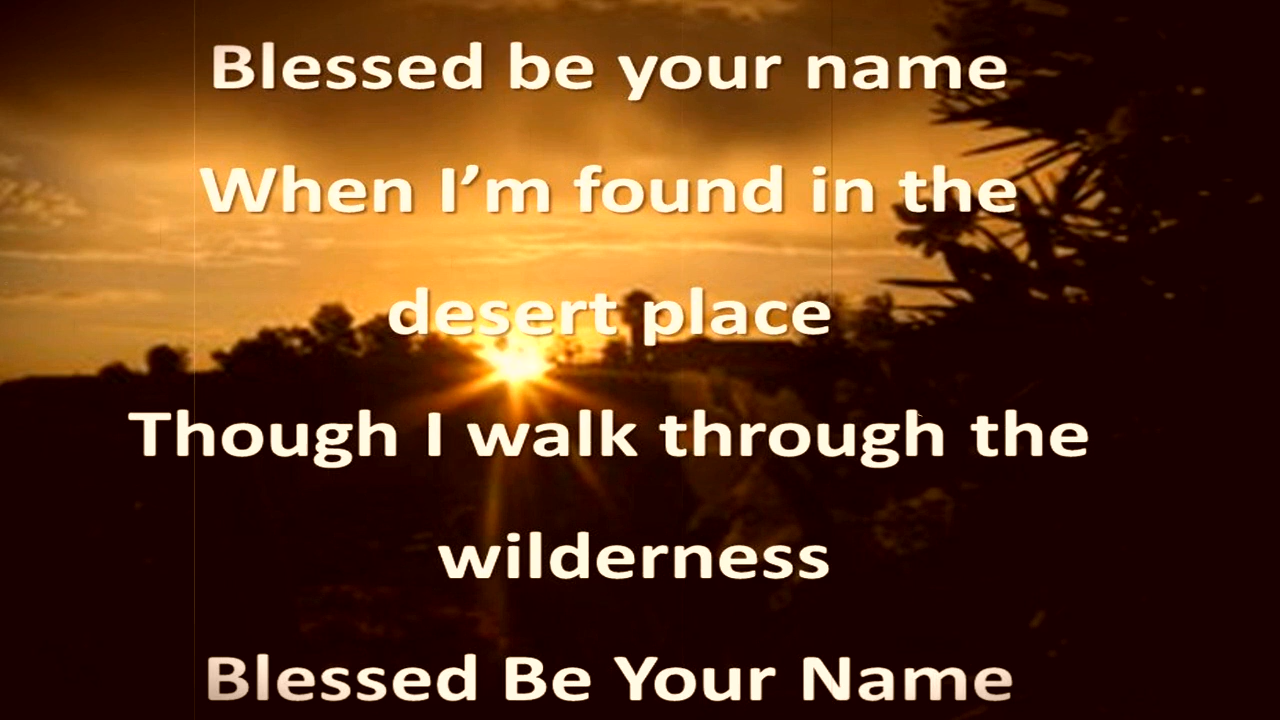 Blessed be your name
When I’m found in the
desert place
Though I walk through the
wilderness
Blessed Be Your Name